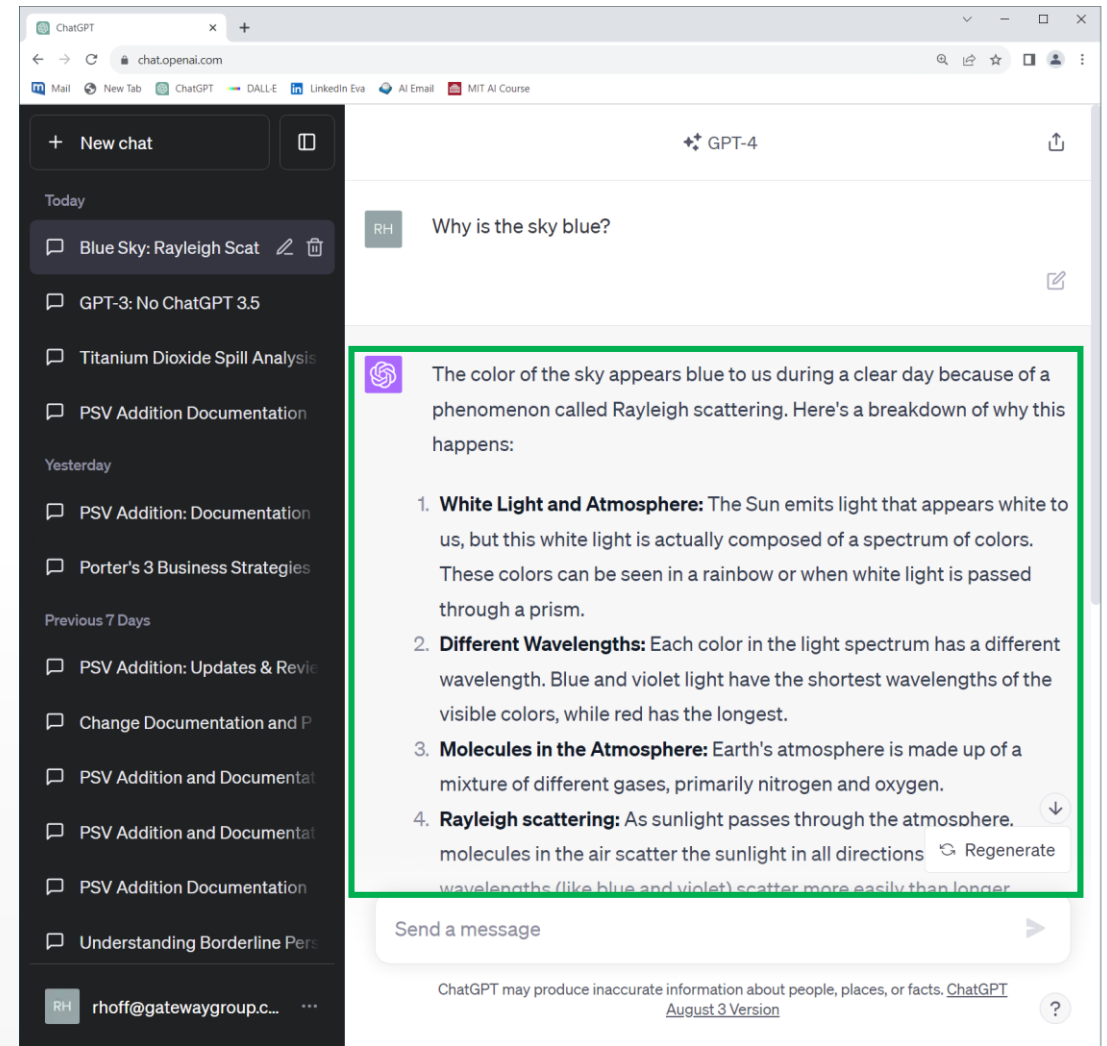 ChatGPT
chat.openai.com
Mail New Tab ChatGPT DALL·E LinkedIn Eva AI Email MIT AI Course
+ New chat
GPT-4
Today
Blue Sky: Rayleigh Scat
GPT-3: No ChatGPT 3.5
Titanium Dioxide Spill Analysis
PSV Addition Documentation
Yesterday
PSV Addition: Documentation
Porter's 3 Business Strategies
Previous 7 Days
PSV Addition: Updates & Revie
Change Documentation and P
PSV Addition and Documentat
PSV Addition and Documentat
PSV Addition Documentation
Understanding Borderline Pers
RH rhoff@gatewaygroup.c... ...
RH Why is the sky blue?
The color of the sky appears blue to us during a clear day because of a
phenomenon called Rayleigh scattering. Here's a breakdown of why this
happens:
1. White Light and Atmosphere: The Sun emits light that appears white to
us, but this white light is actually composed of a spectrum of colors.
These colors can be seen in a rainbow or when white light is passed
through a prism.
2. Different Wavelengths: Each color in the light spectrum has a different
wavelength. Blue and violet light have the shortest wavelengths of the
visible colors, while red has the longest.
3. Molecules in the Atmosphere: Earth's atmosphere is made up of a
mixture of different gases, primarily nitrogen and oxygen.
4. Rayleigh scattering: As sunlight passes through the atmosphere,
molecules in the air scatter the sunlight in all directions
Regenerate
wavelengths (like blue and violet) scatter more easily than longer
Send a message
ChatGPT may produce inaccurate information about people, places, or facts. ChatGPT
August 3 Version
?